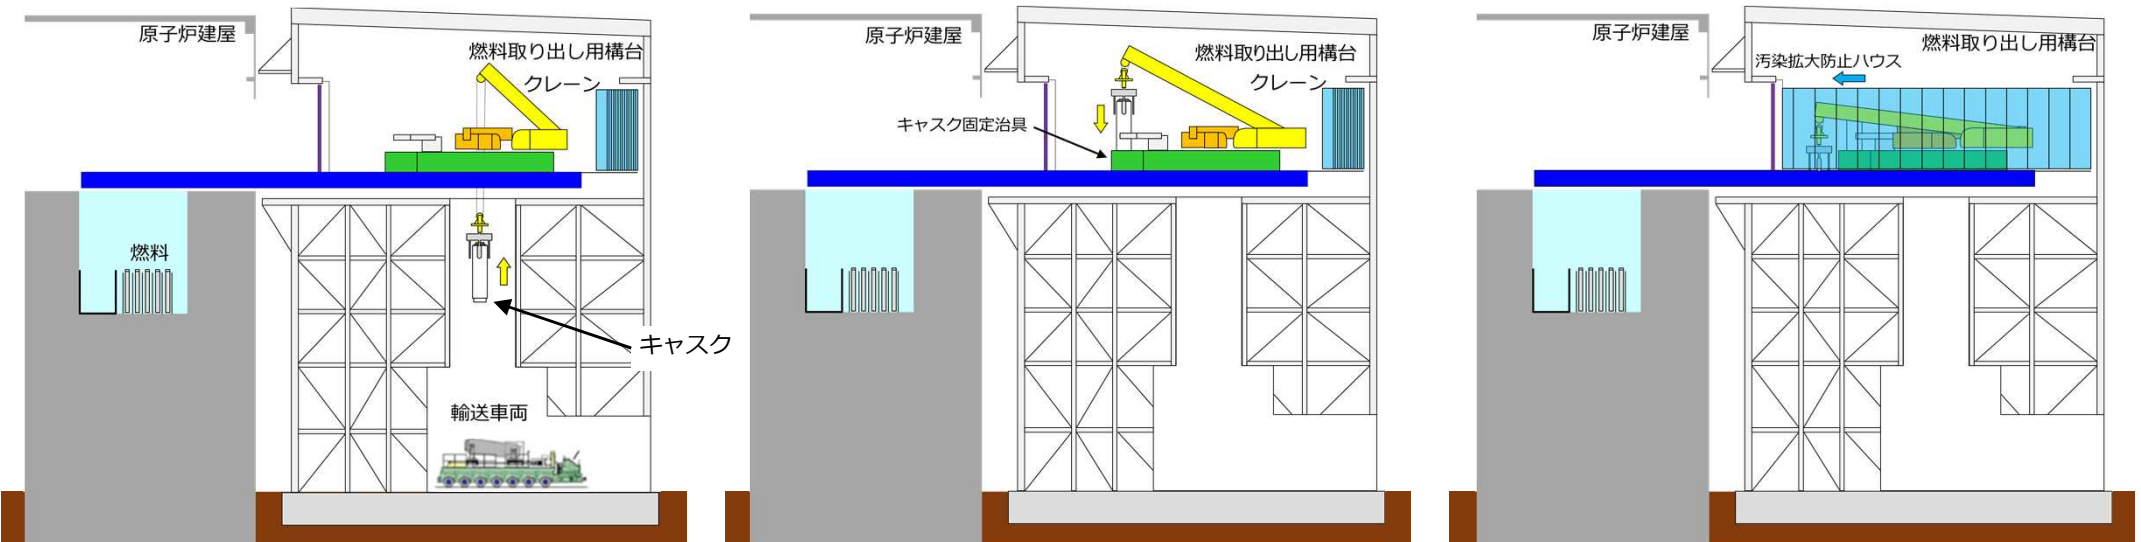 原子炉建屋
燃料取り出し用構台
クレーン
燃料
キャスク
輸送車両
原子炉建屋
燃料取り出し用構台
クレーン
キャスク固定治具
原子炉建屋
燃料取り出し用構台
汚染拡大防止ハウス